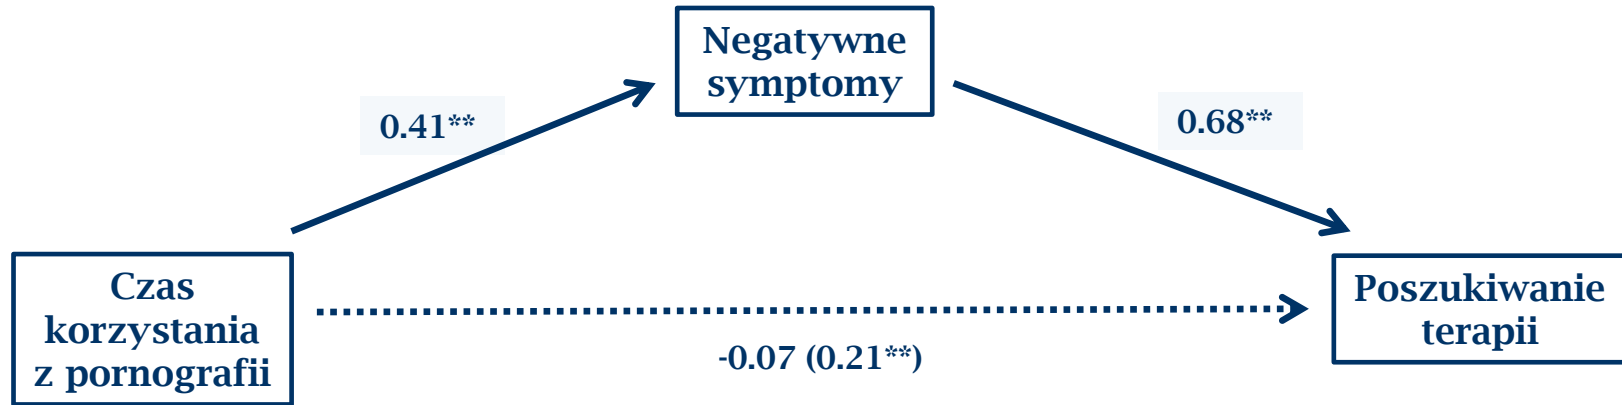 Negatywne
symptomy
0.41**
0.68**
Czas
korzystania
z pornografii
-0.07 (0.21**)
Poszukiwanie
terapii